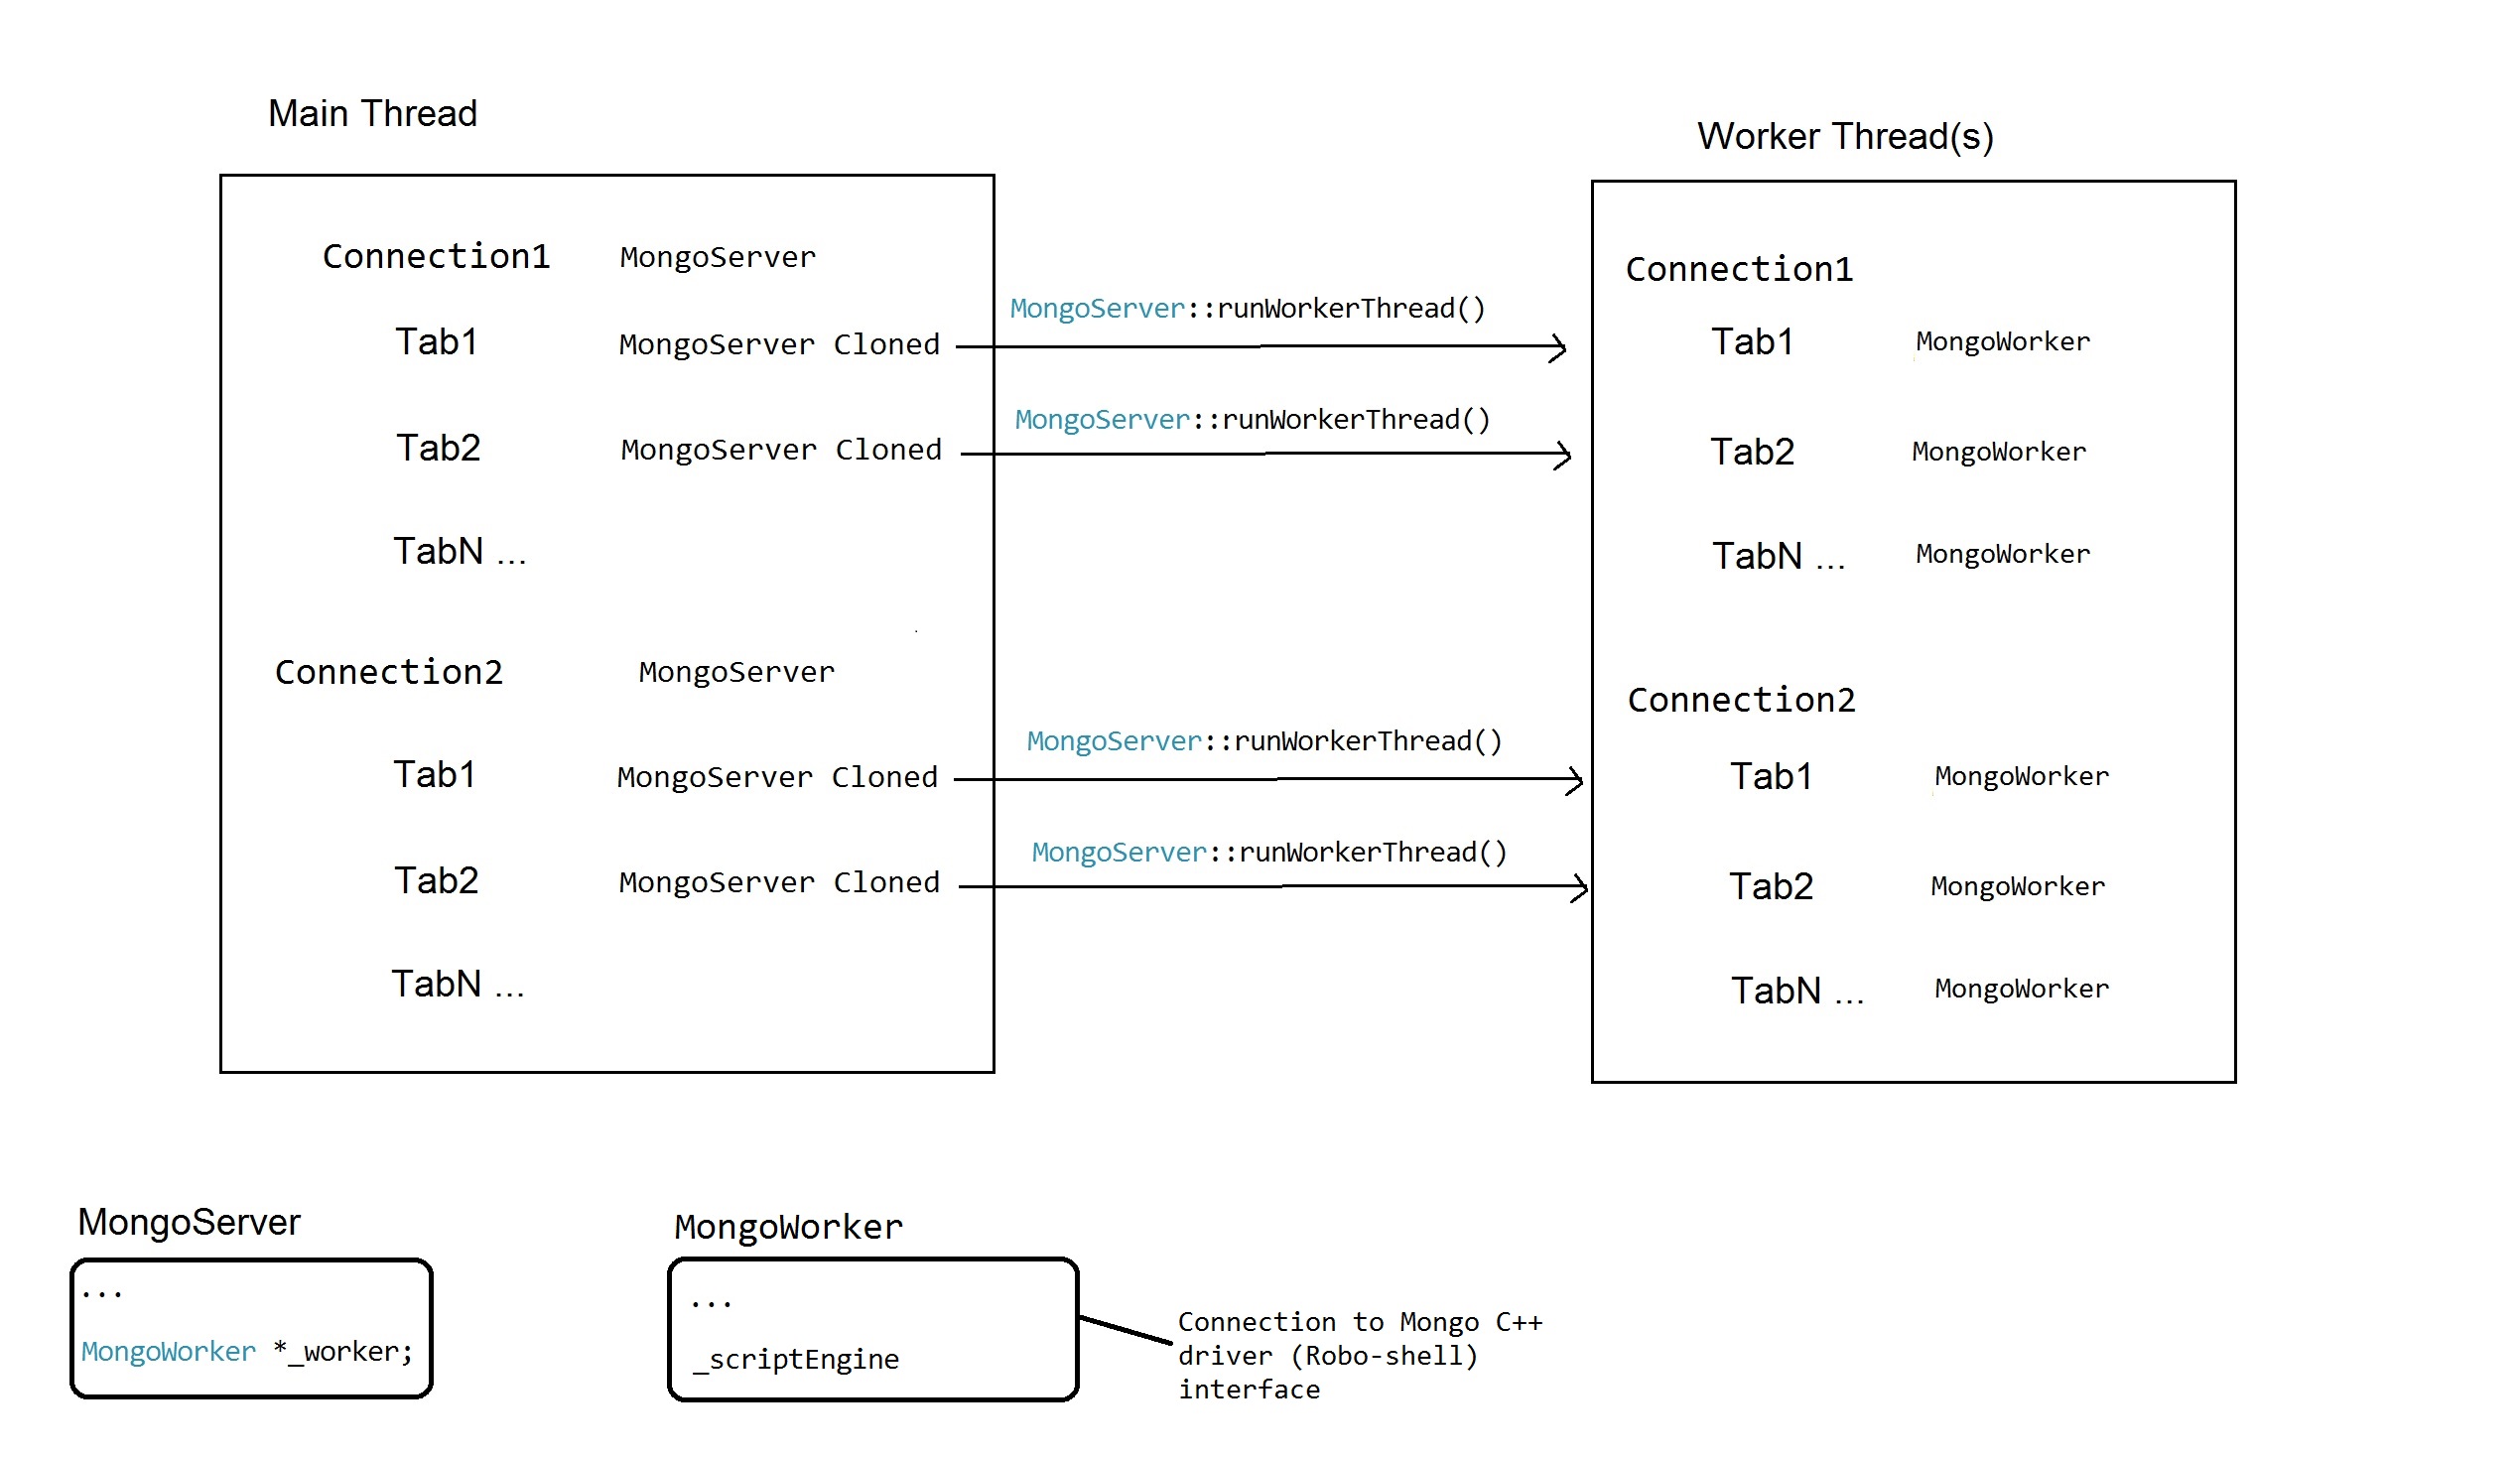 Main Thread
Worker Thread(s)
Connection1 MongoServer
Tab1 MongoServer Cloned
Tab2 MongoServer Cloned
TabN ...
Connection2 MongoServer
Tab1 MongoServer Cloned
Tab2 MongoServer Cloned
TabN ...
MongoServer::runWorkerThread()
MongoServer::runWorkerThread()
MongoServer::runWorkerThread()
MongoServer::runWorkerThread()
Connection1
Tab1 MongoWorker
Tab2 MongoWorker
TabN ... MongoWorker
Connection2
Tab1 MongoWorker
Tab2 MongoWorker
TabN ... MongoWorker
MongoServer
...
MongoWorker *_worker;
MongoWorker
...
_scriptEngine
Connection to Mongo C++
driver (Robo-shell)
interface